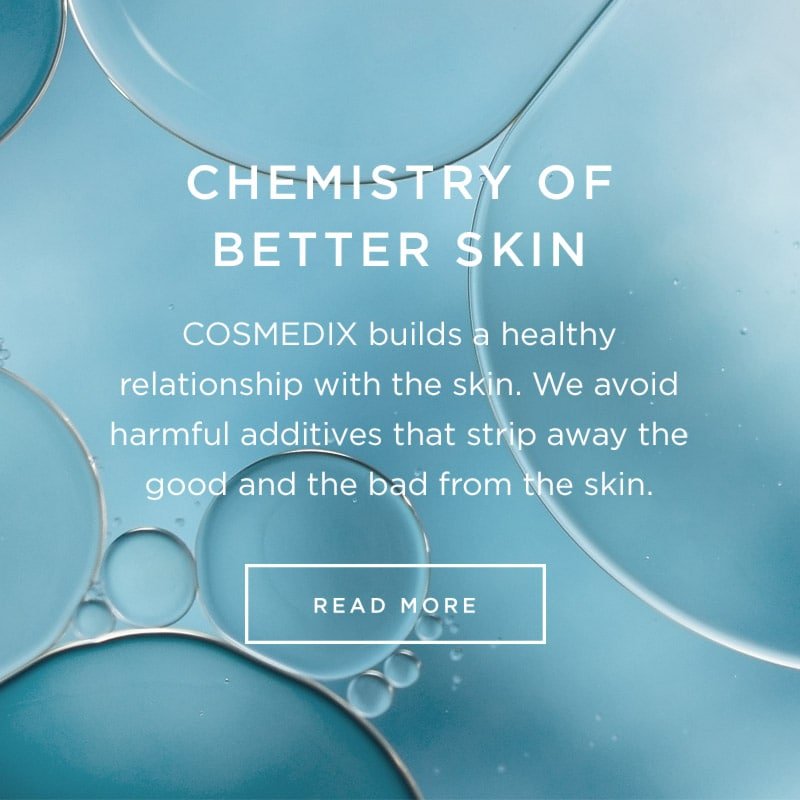 CHEMISTRY OF
BETTER SKIN
COSMEDIX builds a healthy
relationship with the skin. We avoid
harmful additives that strip away the
good and the bad from the skin.
READ MORE